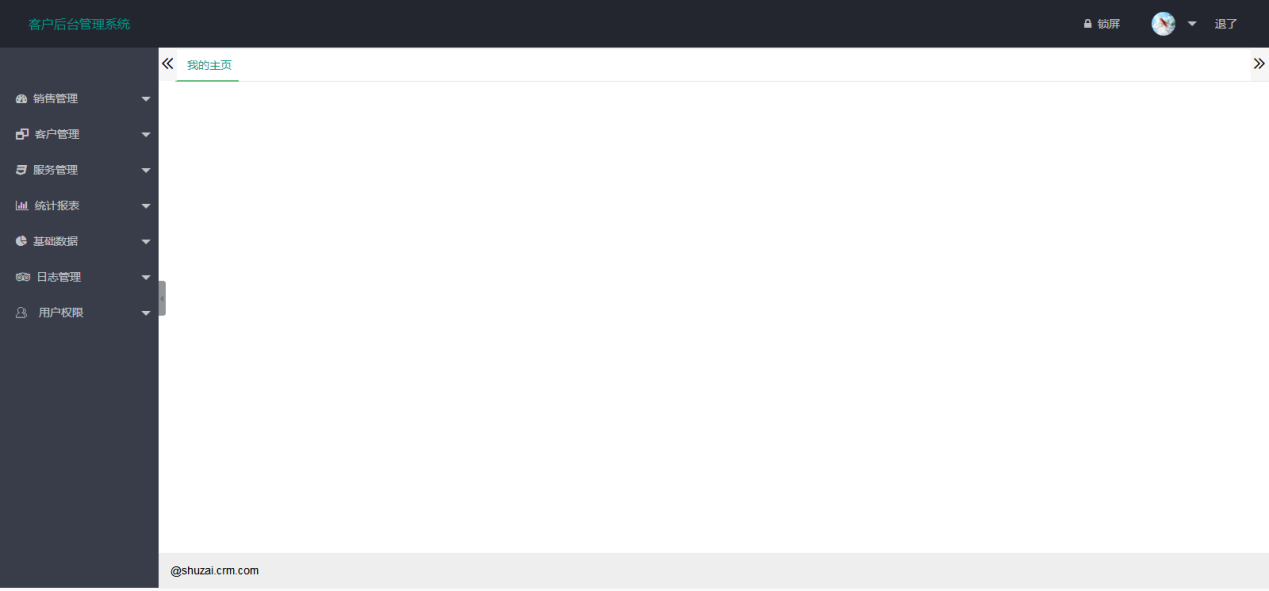 客户后台管理系统
锁屏
退了
我的主页
销售管理
客户管理
服务管理
统计报表
基础数据
日志管理
用户权限
@shuzai.crm.com